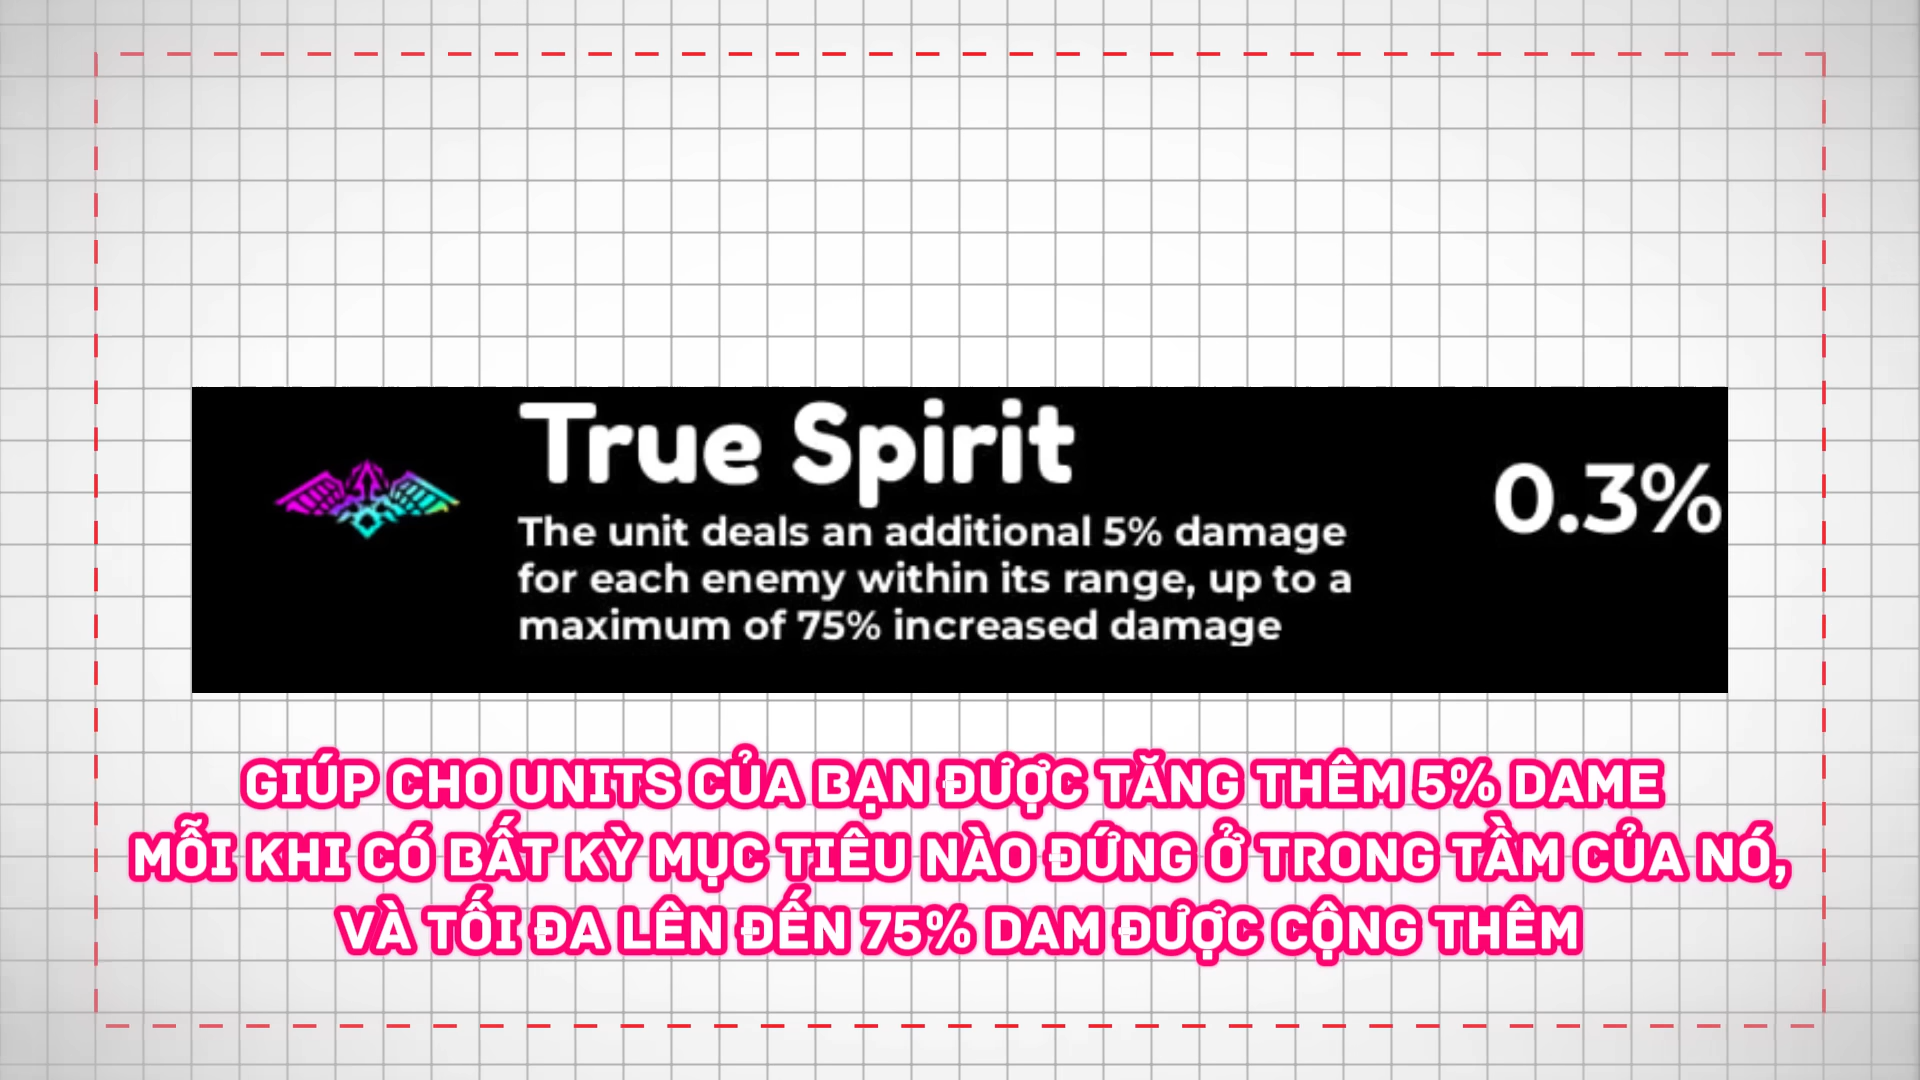 True Spirit
0.3%
The unit deals an additional 5% damage
for each enemy within its range, up to a
maximum of 75% increased damage
GIÚP CHO UNITS CỦA BẠN ĐƯỢC TĂNG THÊM 5% DAME
MỖI KHI CÓ BẤT KỲ MỤC TIÊU NÀO ĐỨNG Ở TRONG TẦM CỦA NÓ,
VÀ TỐI ĐA LÊN ĐẾN 75% DAM ĐƯỢC CỘNG THÊM